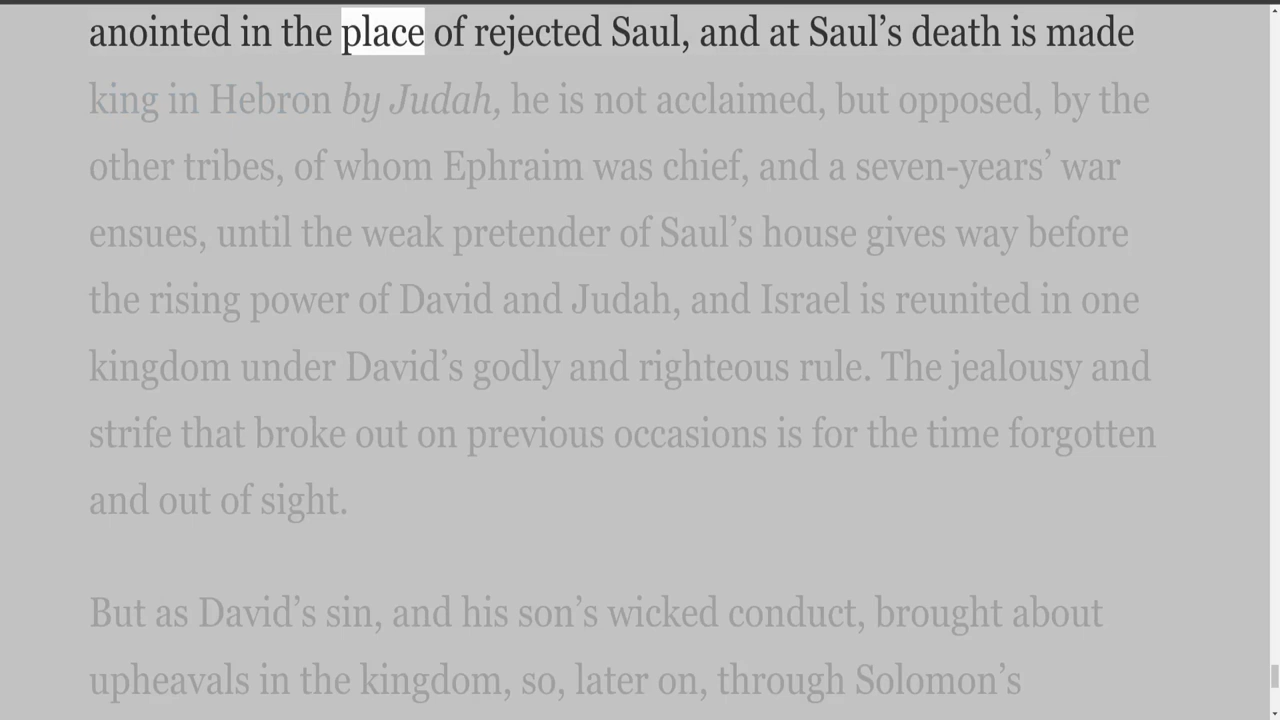 anointed in the place of rejected Saul, and at Saul’s death is made
king in Hebron by Judah, he is not acclaimed, but opposed, by the
other tribes, of whom Ephraim was chief, and a seven-years’ war
ensues, until the weak pretender of Saul’s house gives way before
the rising power of David and Judah, and Israel is reunited in one
kingdom under David’s godly and righteous rule. The jealousy and
strife that broke out on previous occasions is for the time forgotten
and out of sight.
But as David’s sin, and his son’s wicked conduct, brought about
upheavals in the kingdom, so, later on, through Solomon’s